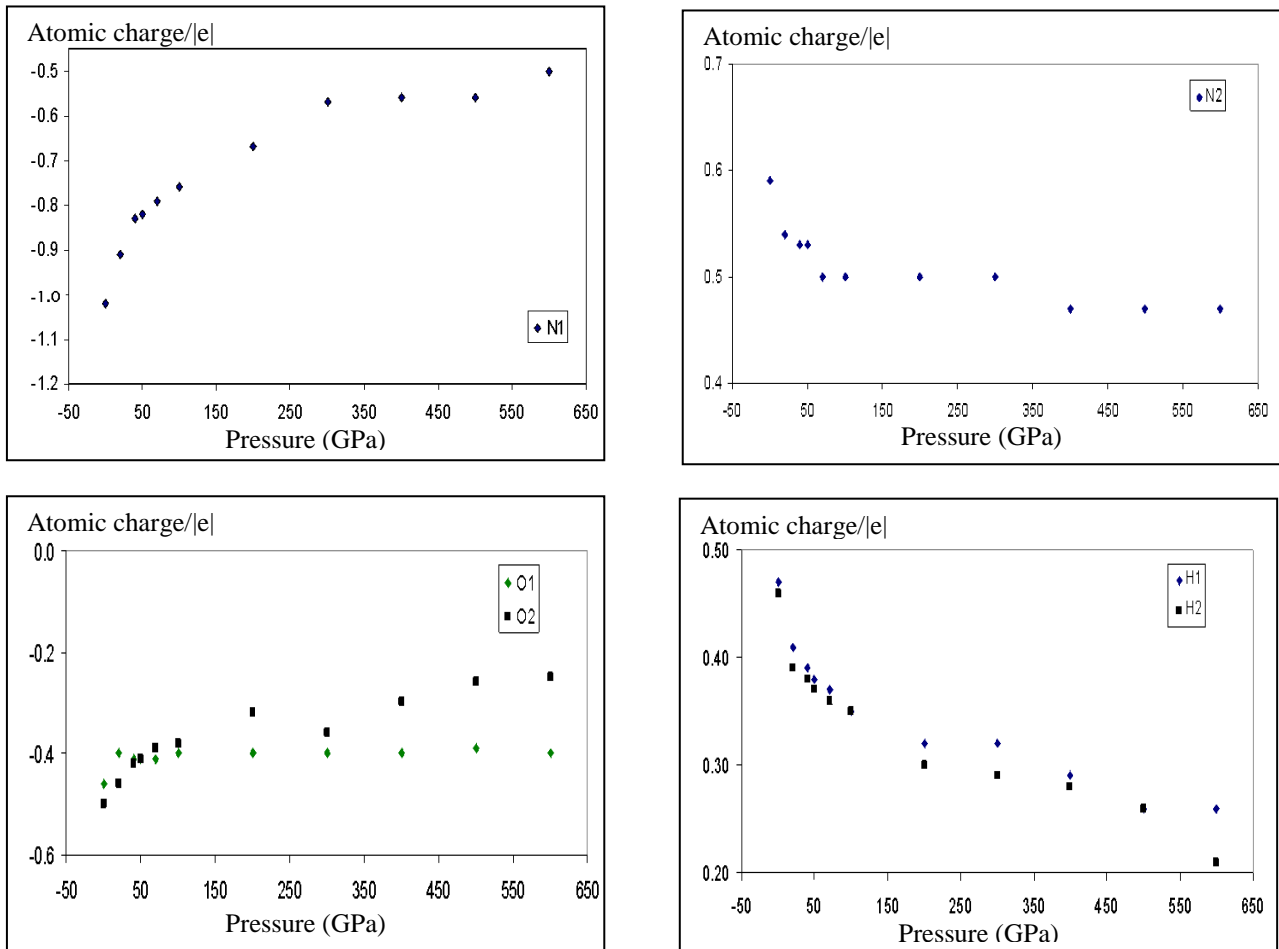 Atomic charge/|e|
-0.5
-0.6
-0.7
-0.8
-0.9
-1.0
-1.1
-1.2
N1
-50 50 150 250 350 450 550 650
Pressure (GPa)
Atomic charge/|e|
0.7
0.6
0.5
0.4
N2
-50 50 150 250 350 450 550 650
Pressure (GPa)
Atomic charge/|e|
0.0
-0.2
-0.4
-0.6
O1
O2
-50 50 150 250 350 450 550 650
Pressure (GPa)
Atomic charge/|e|
0.50
0.40
0.30
0.20
H1
H2
-50 50 150 250 350 450 550 650
Pressure (GPa)